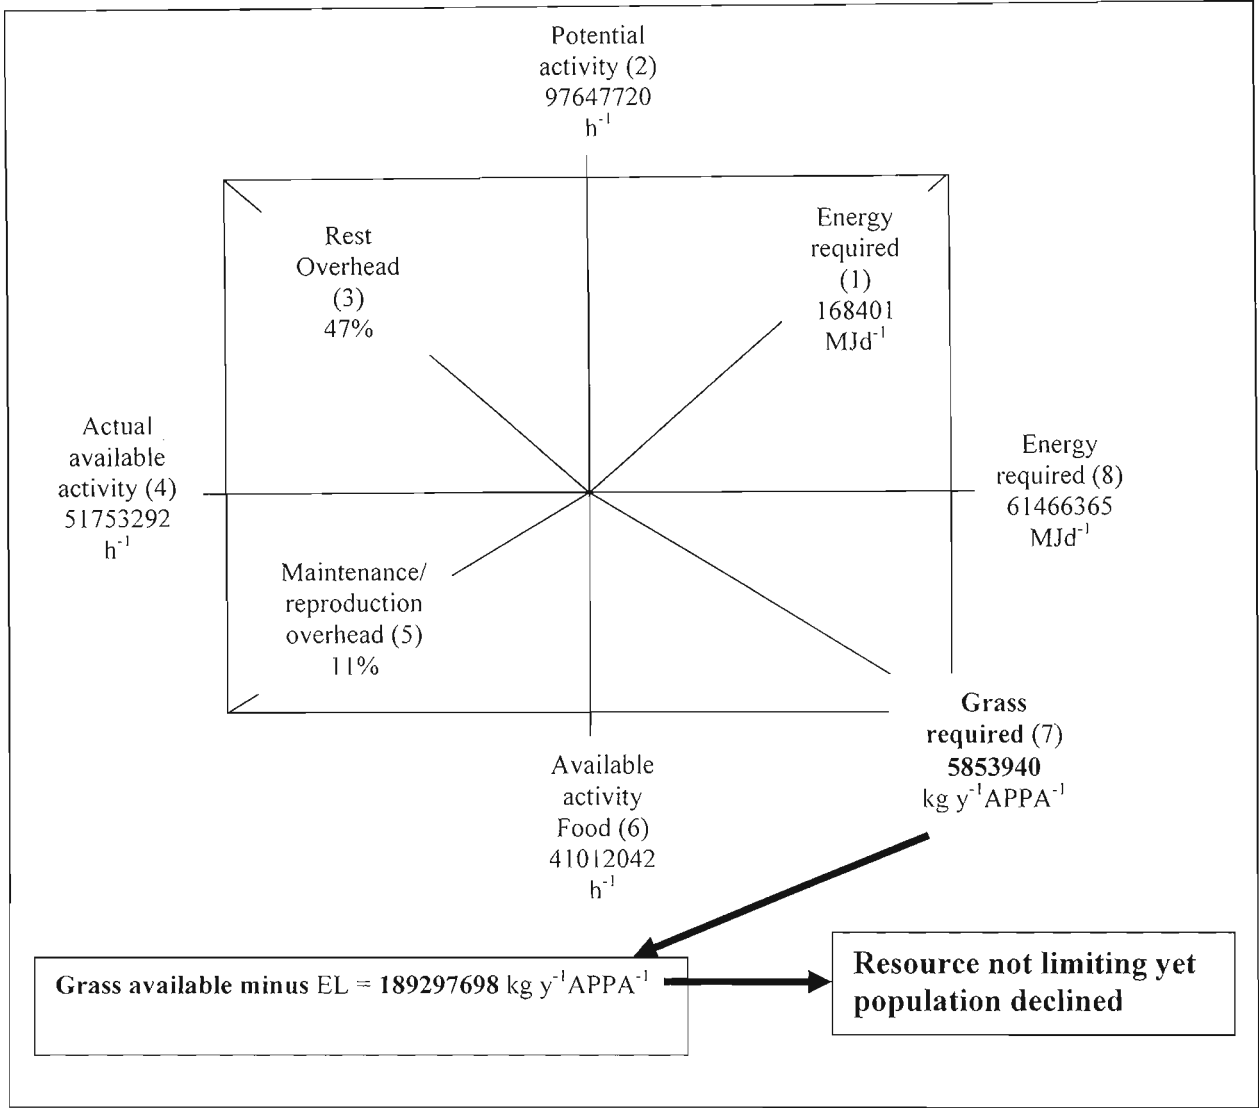 Potential
activity (2)
97647720
h⁻¹
Rest
Overhead
(3)
47%
Energy
required
(1)
168401
MJd⁻¹
Actual
available
activity (4)
51753292
h⁻¹
Energy
required (8)
61466365
MJd⁻¹
Maintenance/
reproduction
overhead (5)
11%
Grass
required (7)
5853940
kg y⁻¹APPA⁻¹
Available
activity
Food (6)
41012042
h⁻¹
Grass available minus EL = 189297698 kg y⁻¹APPA⁻¹
Resource not limiting yet
population declined